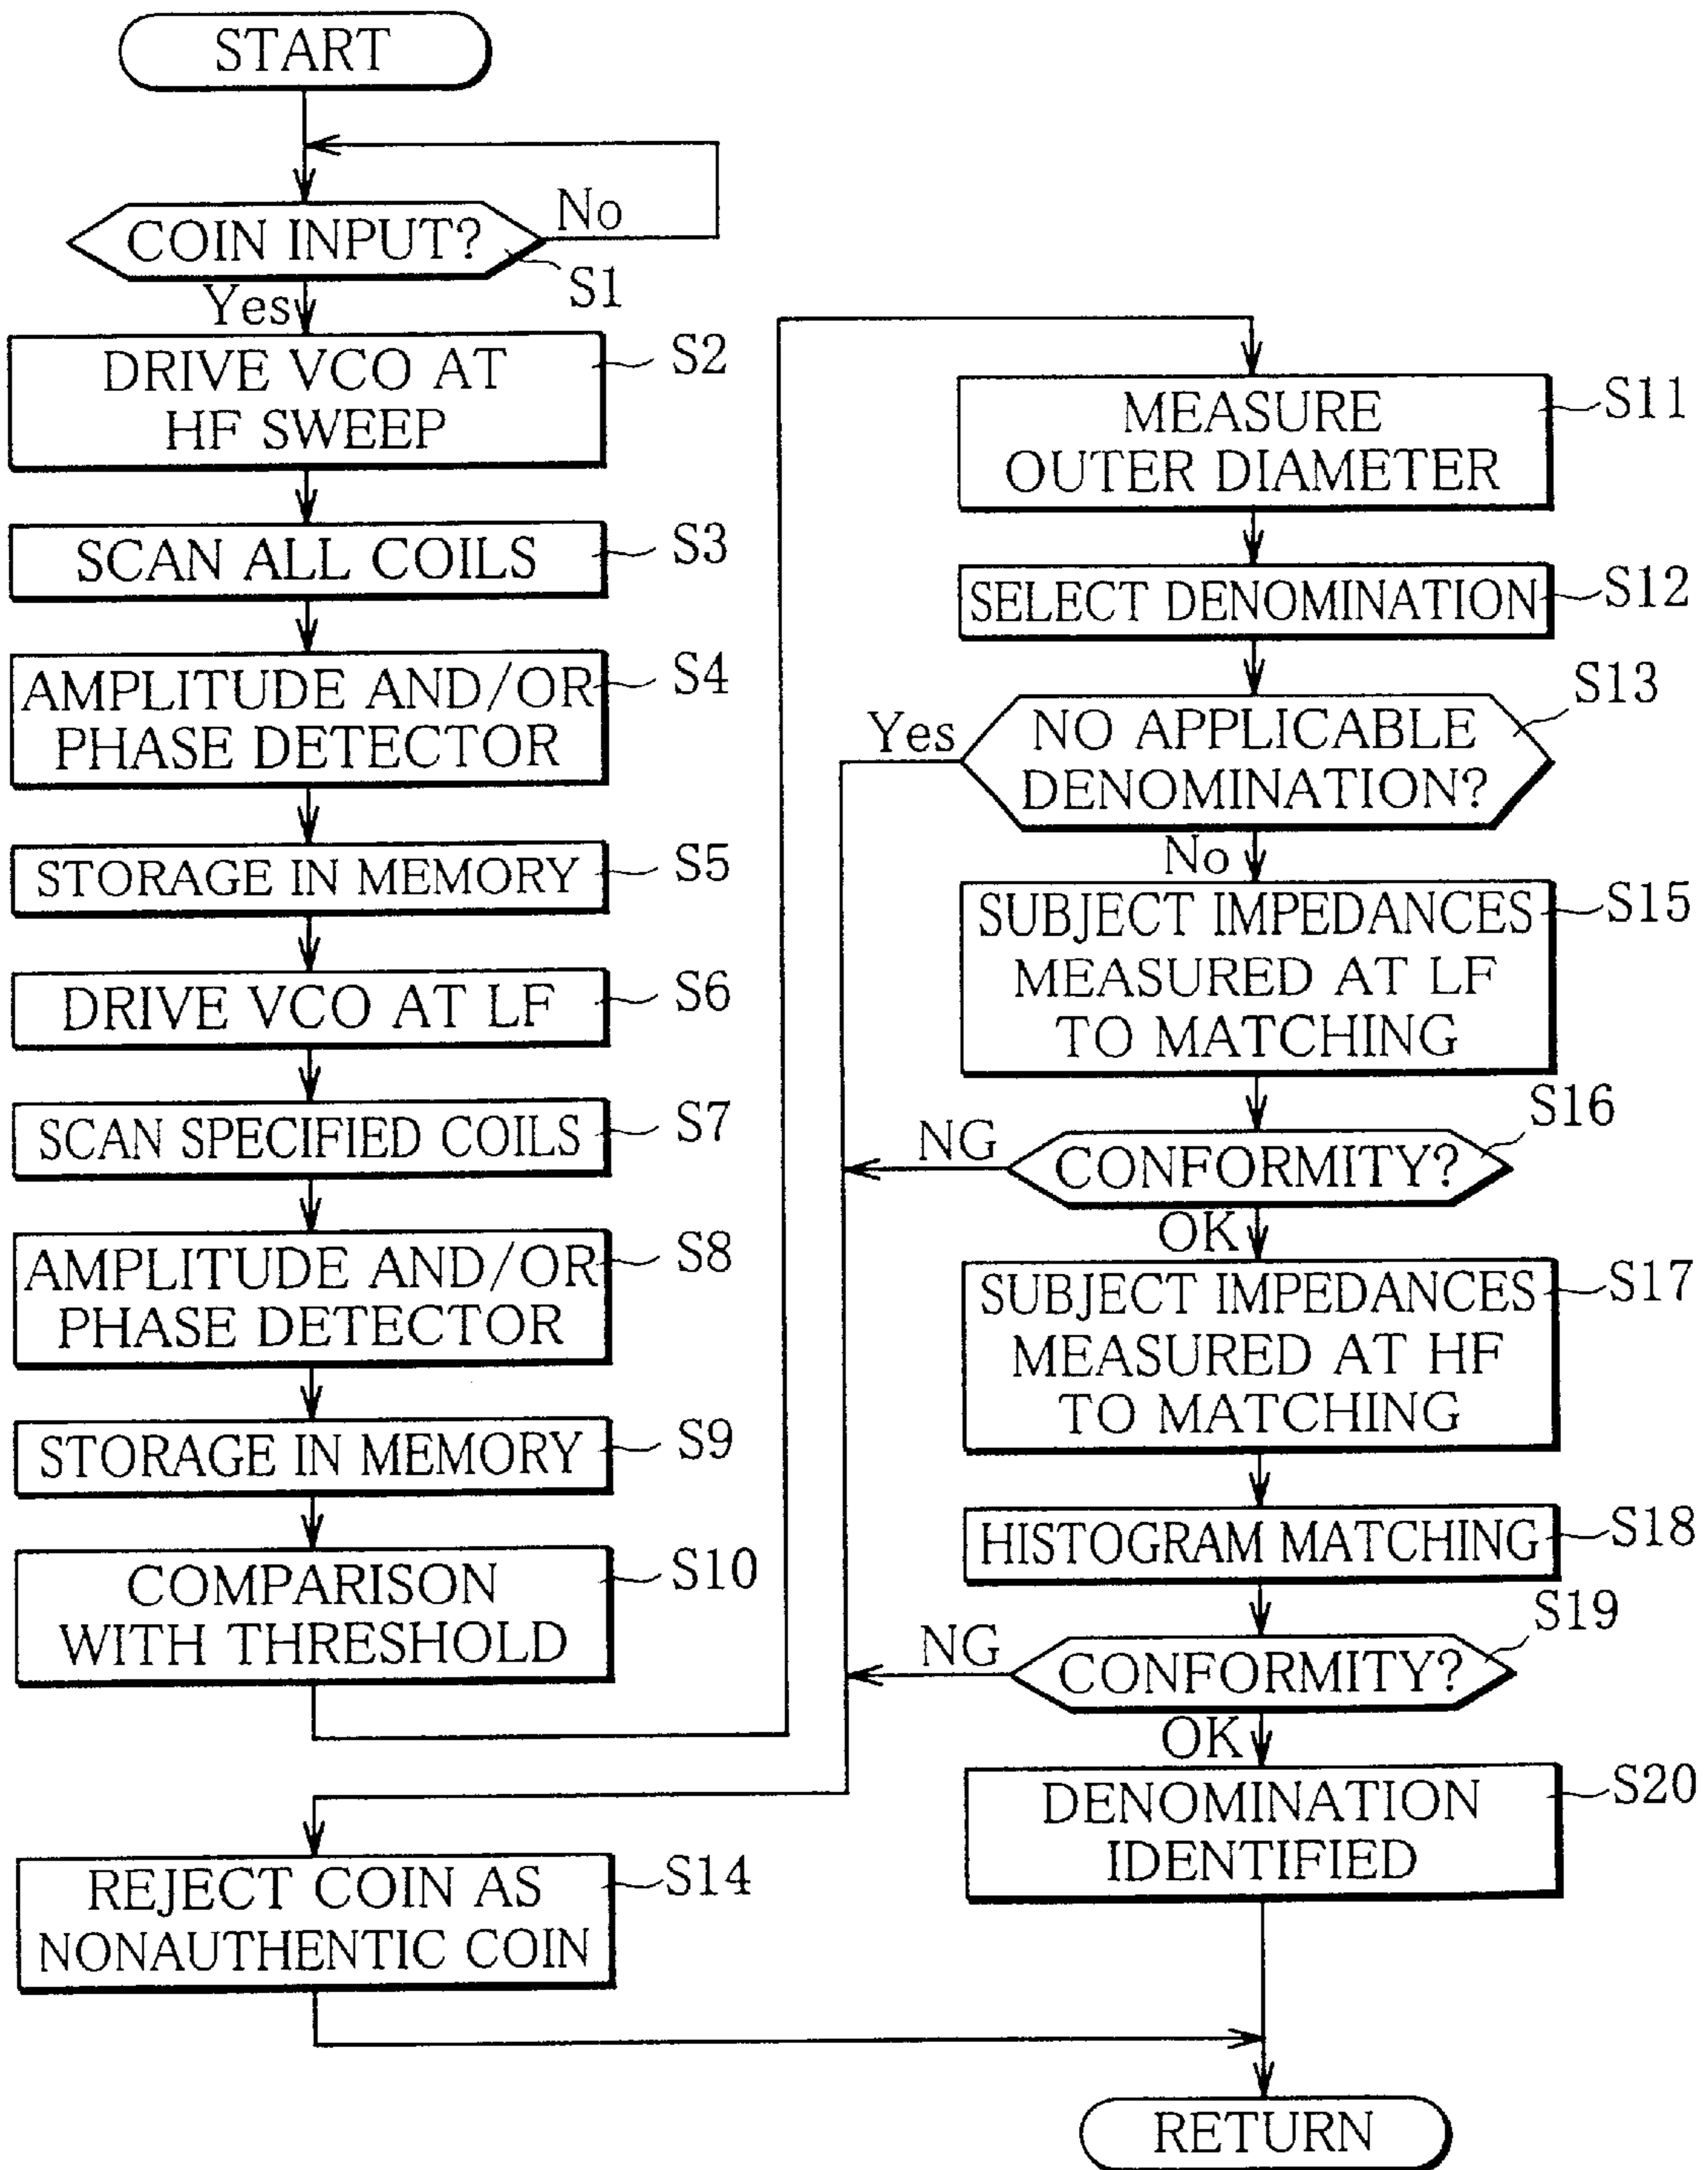 START
COIN INPUT?
No
S1
Yes
DRIVE VCO AT
HF SWEEP
S2
SCAN ALL COILS
S3
AMPLITUDE AND/OR
PHASE DETECTOR
S4
STORAGE IN MEMORY
S5
DRIVE VCO AT LF
S6
SCAN SPECIFIED COILS
S7
AMPLITUDE AND/OR
PHASE DETECTOR
S8
STORAGE IN MEMORY
S9
COMPARISON
WITH THRESHOLD
S10
MEASURE
OUTER DIAMETER
S11
SELECT DENOMINATION
S12
NO APPLICABLE
DENOMINATION?
S13
Yes
No
SUBJECT IMPEDANCES
MEASURED AT LF
TO MATCHING
S15
CONFORMITY?
S16
NG
OK
SUBJECT IMPEDANCES
MEASURED AT HF
TO MATCHING
S17
HISTOGRAM MATCHING
S18
CONFORMITY?
S19
NG
OK
DENOMINATION
IDENTIFIED
S20
REJECT COIN AS
NONAUTHENTIC COIN
S14
RETURN